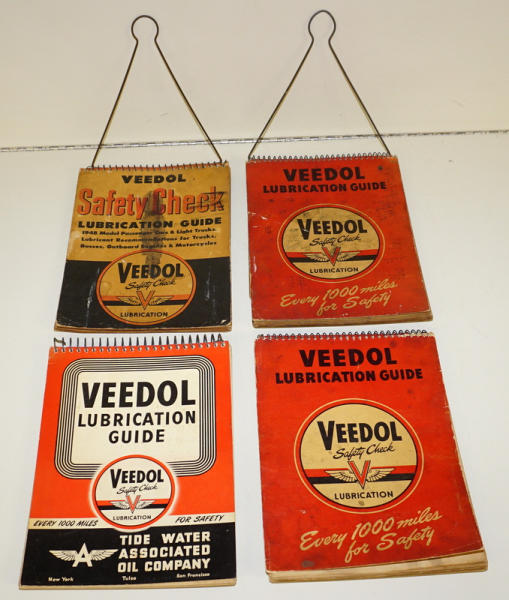 VEEDOL
Safety Check
LUBRICATION GUIDE
1948 Model Passenger Cars & Light Trucks.
Lubricant Recommendations for Trucks,
Busses, Outboard Engines & Motorcycles
VEEDOL
Safety Check
V
LUBRICATION
VEEDOL
LUBRICATION GUIDE
VEEDOL
Safety Check
V
LUBRICATION
Every 1000 miles
for Safety
VEEDOL
LUBRICATION
GUIDE
VEEDOL
Safety Check
V
LUBRICATION
EVERY 1000 MILES FOR SAFETY
A
TIDE WATER
ASSOCIATED
OIL COMPANY
New York Tulsa San Francisco
VEEDOL
LUBRICATION GUIDE
VEEDOL
Safety Check
V
LUBRICATION
Every 1000 miles
for Safety